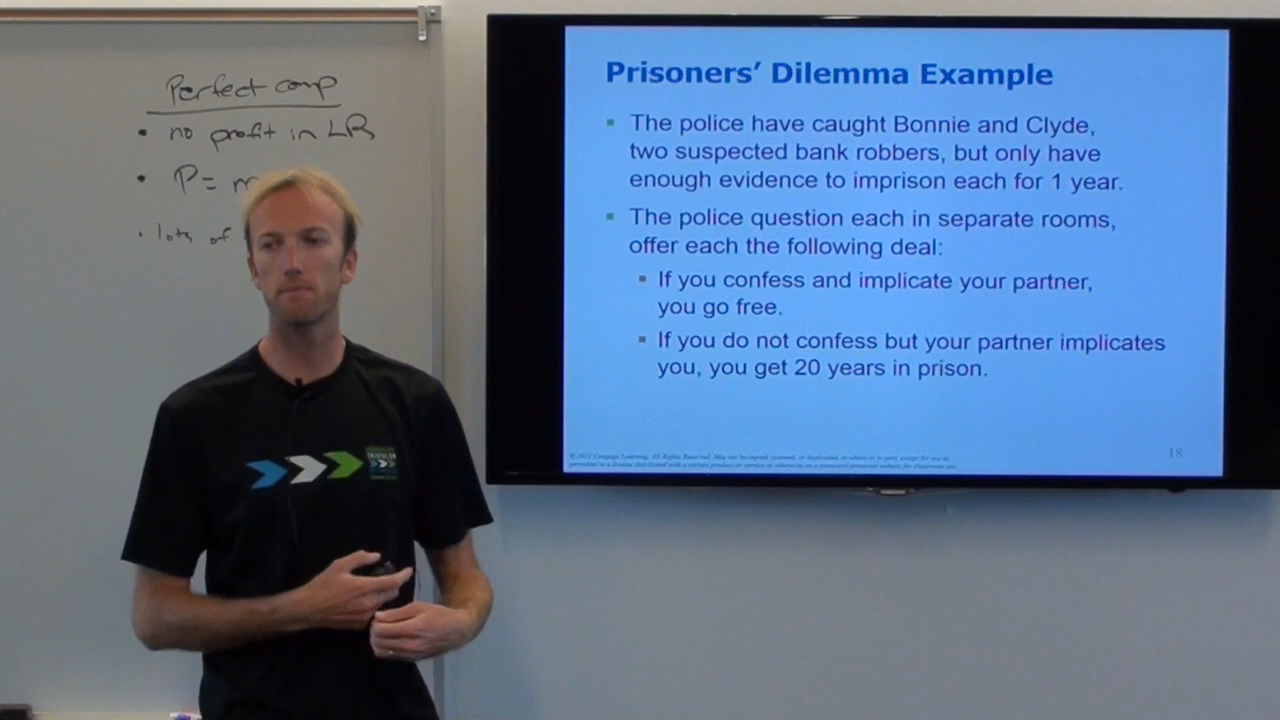 Perfect comp
• no profit in LR
• P = m
• lots of
Prisoners’ Dilemma Example
▪ The police have caught Bonnie and Clyde,
two suspected bank robbers, but only have
enough evidence to imprison each for 1 year.
▪ The police question each in separate rooms,
offer each the following deal:
▪ If you confess and implicate your partner,
you go free.
▪ If you do not confess but your partner implicates
you, you get 20 years in prison.
18
TRIATHLON